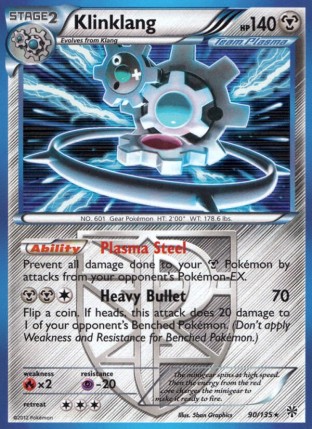 STAGE2
Klinklang
HP140
Evolves from Klang
Team Plasma
NO. 601 Gear Pokémon HT: 2'00" WT: 178.6 lbs.
Ability Plasma Steel
Prevent all damage done to your Pokémon by
attacks from your opponent's Pokémon-EX.
Heavy Bullet 70
Flip a coin. If heads, this attack does 20 damage to
1 of your opponent's Benched Pokémon. (Don't apply
Weakness and Resistance for Benched Pokémon.)
weakness
×2
resistance
-20
retreat
The minigear spins at high speed.
Then the energy from the red
core charges the minigear to
make it ready to fire.
©2012 Pokémon
Illus. 5ban Graphics
90/135